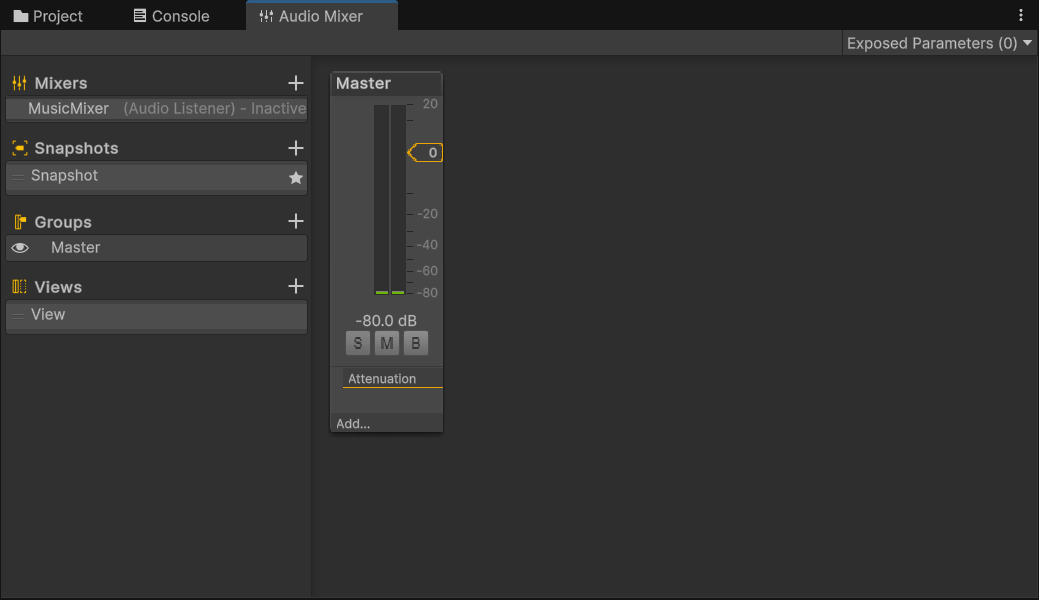 Project Console Audio Mixer
Exposed Parameters (0)
Mixers
MusicMixer (Audio Listener) - Inactive
Snapshots
Snapshot
Groups
Master
Views
View
Master
20
0
-20
-40
-60
-80
-80.0 dB
S M B
Attenuation
Add...